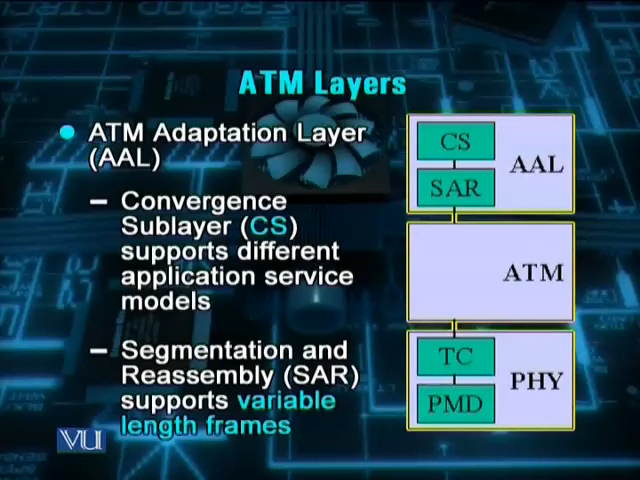 ATM Layers
ATM Adaptation Layer
(AAL)
– Convergence
Sublayer (CS)
supports different
application service
models
– Segmentation and
Reassembly (SAR)
supports variable
length frames
CS
AAL
SAR
ATM
TC
PHY
PMD
VU